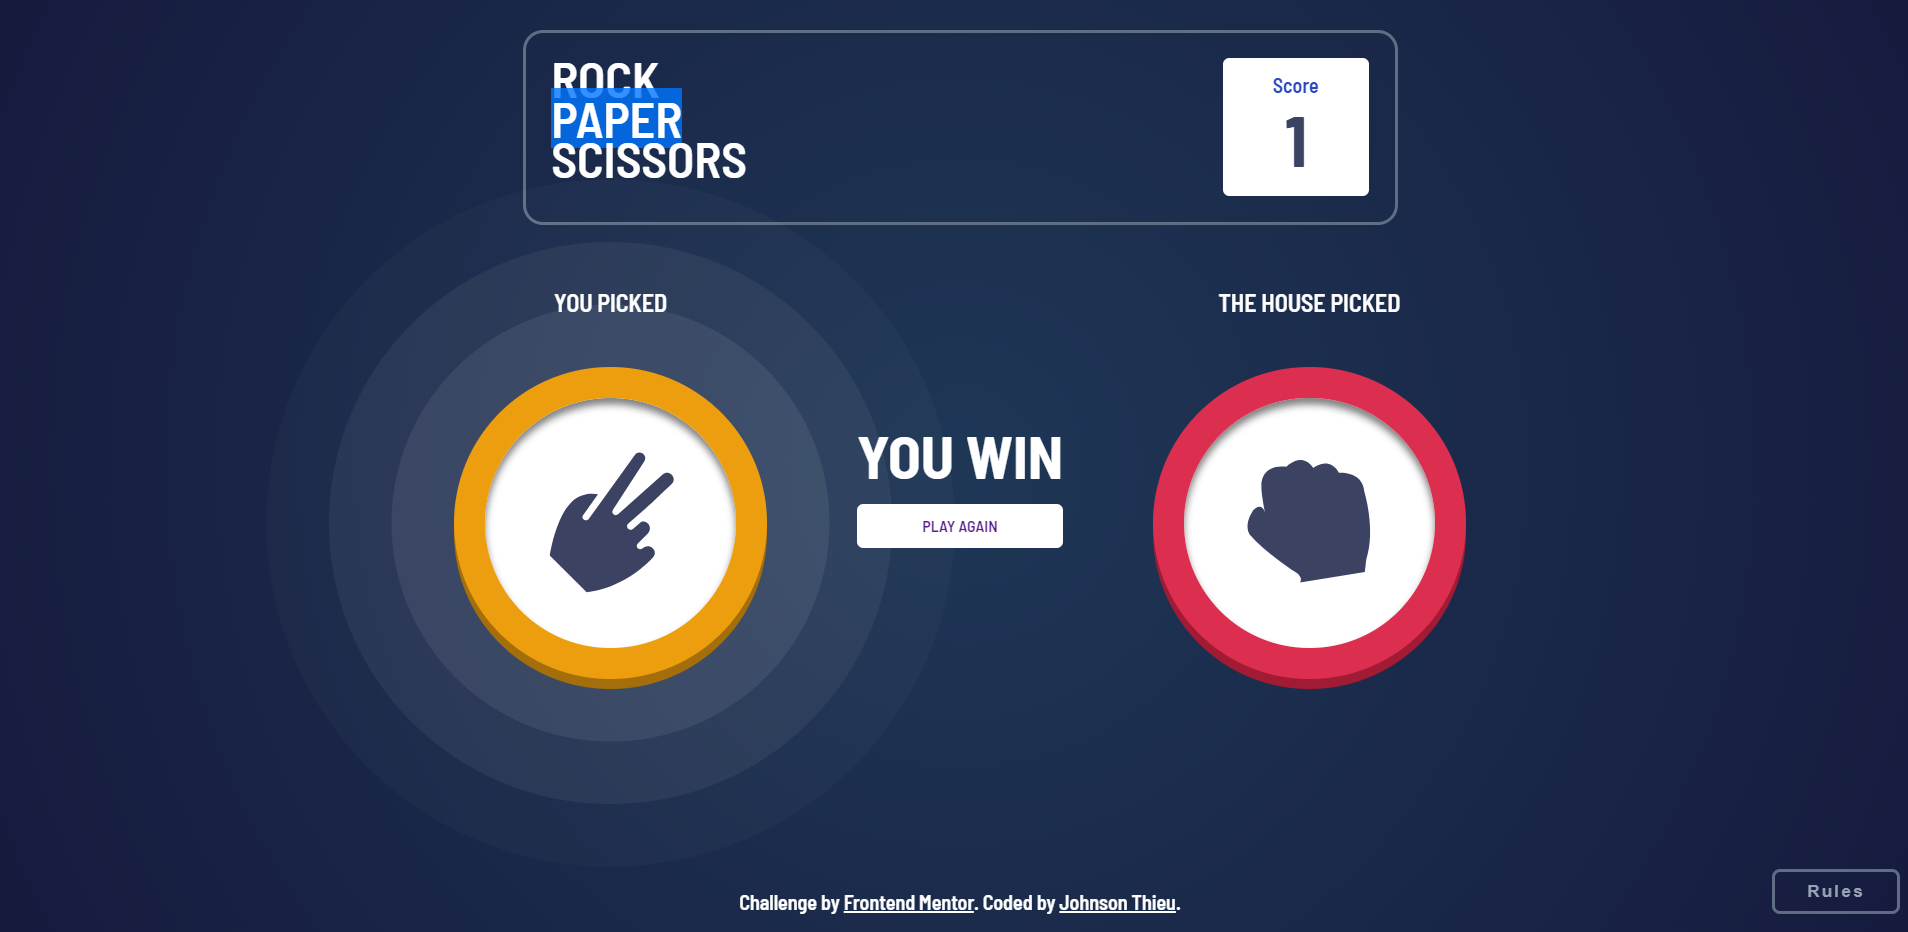 ROCK
PAPER
SCISSORS
Score
1
YOU PICKED
THE HOUSE PICKED
YOU WIN
PLAY AGAIN
Challenge by Frontend Mentor. Coded by Johnson Thieu.
Rules